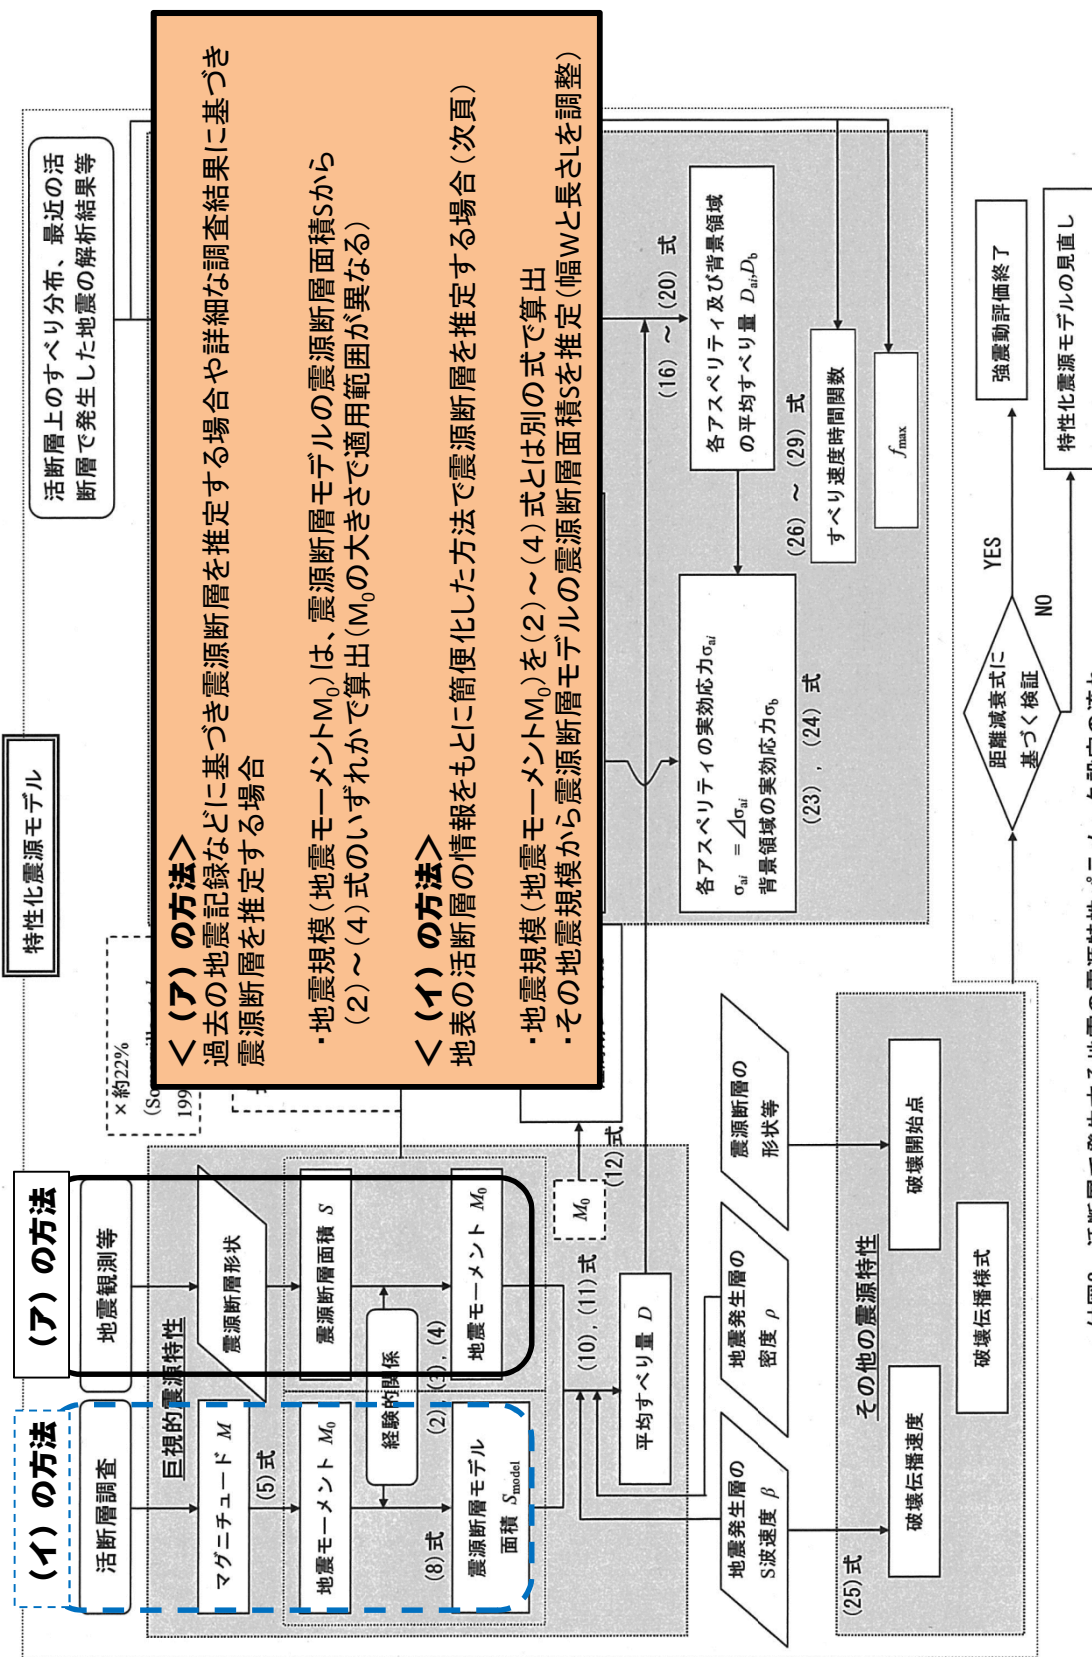 特性化震源モデル
(イ) の方法
(ア) の方法
活断層調査
地震観測等
活断層上のすべり分布、最近の活
断層で発生した地震の解析結果等
巨視的震源特性
マグニチュード M
震源断層形状
(5) 式
地震モーメント M₀
震源断層面積 S
経験的関係
(2), (3), (4)
(8) 式
震源断層モデル
面積 Smodel
地震モーメント M₀
× 約22%
199
<(ア) の方法>
過去の地震記録などに基づき震源断層を推定する場合や詳細な調査結果に基づき
震源断層を推定する場合
・地震規模(地震モーメントM₀)は、震源断層モデルの震源断層面積Sから
(2)~(4)式のいずれかで算出(M₀の大きさで適用範囲が異なる)
<(イ) の方法>
地表の活断層の情報をもとに簡便化した方法で震源断層を推定する場合(次頁)
・地震規模(地震モーメントM₀)を(2)~(4)式とは別の式で算出
・その地震規模から震源断層モデルの震源断層面積Sを推定(幅Wと長さLを調整)
M₀
(12) 式
(10), (11) 式
平均すべり量 D
(16) ~ (20) 式
各アスペリティ及び背景領域
の平均すべり量 Dai,Db
各アスペリティの実効応力σai
σai = Δσai
背景領域の実効応力σb
(23), (24) 式
(26) ~ (29) 式
すべり速度時間関数
fmax
地震発生層の
S波速度 β
地震発生層の
密度 ρ
震源断層の
形状等
(25) 式
その他の震源特性
破壊伝播速度
破壊開始点
破壊伝播様式
距離減衰式に
基づく検証
YES
NO
強震動評価終了
特性化震源モデルの見直し